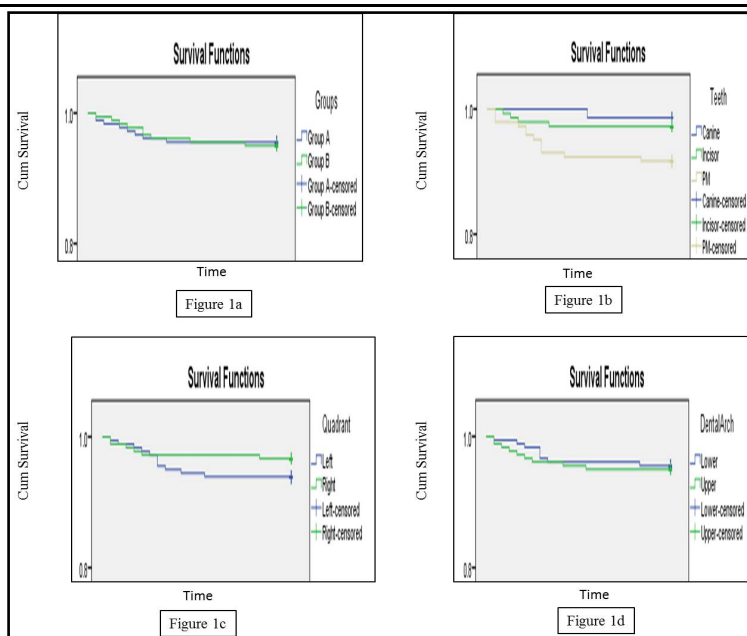 Survival Functions
Cum Survival
1.0
0.8
Groups
Group A
Group B
Group A-censored
Group B-censored
Time
Figure 1a
Survival Functions
Cum Survival
1.0
0.8
Teeth
Canine
Incisor
PM
Canine-censored
Incisor-censored
PM-censored
Time
Figure 1b
Survival Functions
Cum Survival
1.0
0.8
Quadrant
Left
Right
Left-censored
Right-censored
Time
Figure 1c
Survival Functions
Cum Survival
1.0
0.8
DentalArch
Lower
Upper
Lower-censored
Upper-censored
Time
Figure 1d